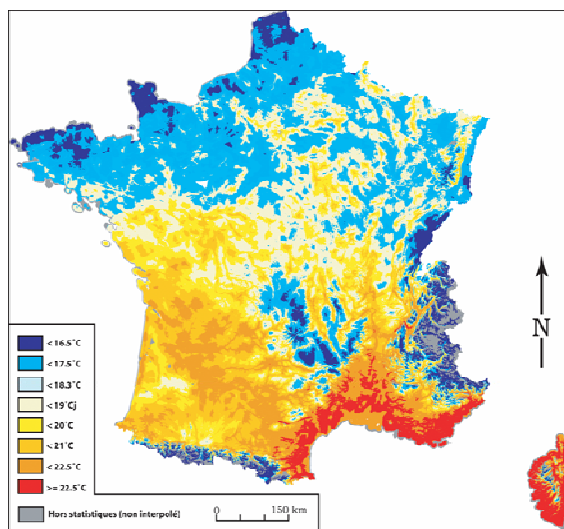 N
<16.5˚C
<17.5˚C
<18.3˚C
<19˚Cj
<20˚C
<21˚C
<22.5˚C
>= 22.5˚C
Hors statistiques (non interpolé)
0 150 km